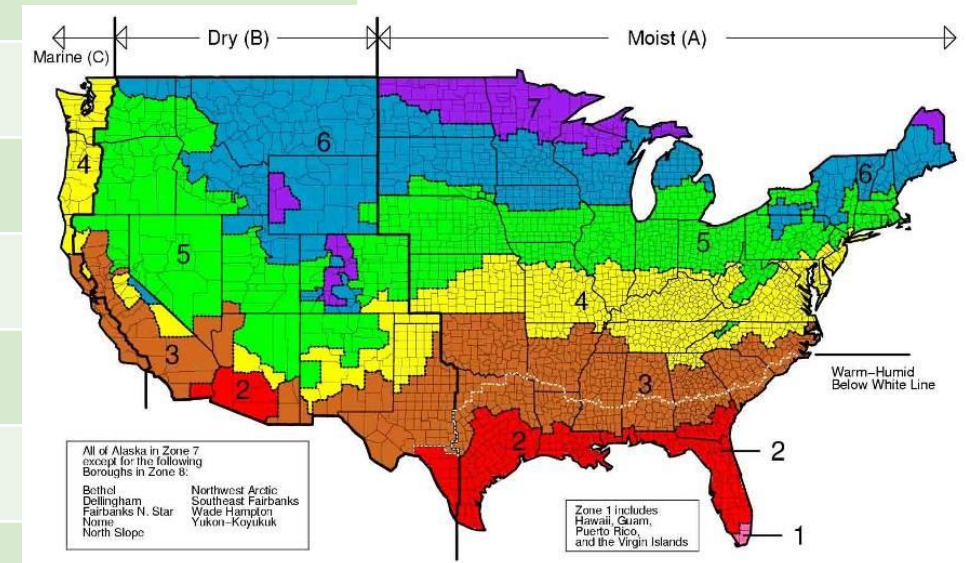 Marine (C)
Dry (B)
Moist (A)
7
6
6
4
5
5
4
3
3
2
2
Warm-Humid
Below White Line
2
1
All of Alaska in Zone 7
except for the following
Boroughs in Zone 8:
Bethel
Dellingham
Fairbanks N. Star
Nome
North Slope
Northwest Arctic
Southeast Fairbanks
Wade Hampton
Yukon-Koyukuk
Zone 1 includes
Hawaii, Guam,
Puerto Rico,
and the Virgin Islands